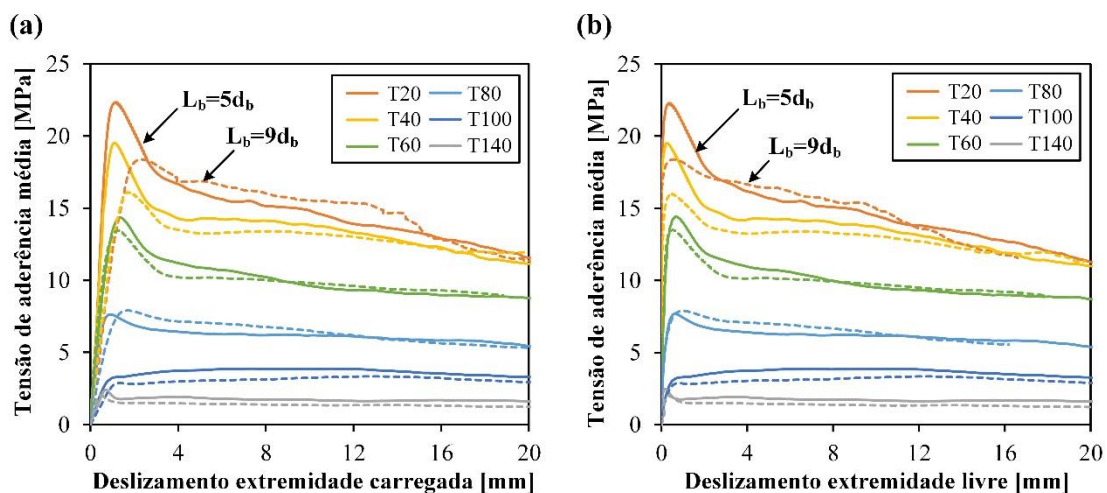 (a)
Tensão de aderência média [MPa]
25
20
15
10
5
0
0 4 8 12 16 20
Deslizamento extremidade carregada [mm]
L_b=5d_b
L_b=9d_b
T20 T80
T40 T100
T60 T140
(b)
Tensão de aderência média [MPa]
25
20
15
10
5
0
0 4 8 12 16 20
Deslizamento extremidade livre [mm]
L_b=5d_b
L_b=9d_b
T20 T80
T40 T100
T60 T140